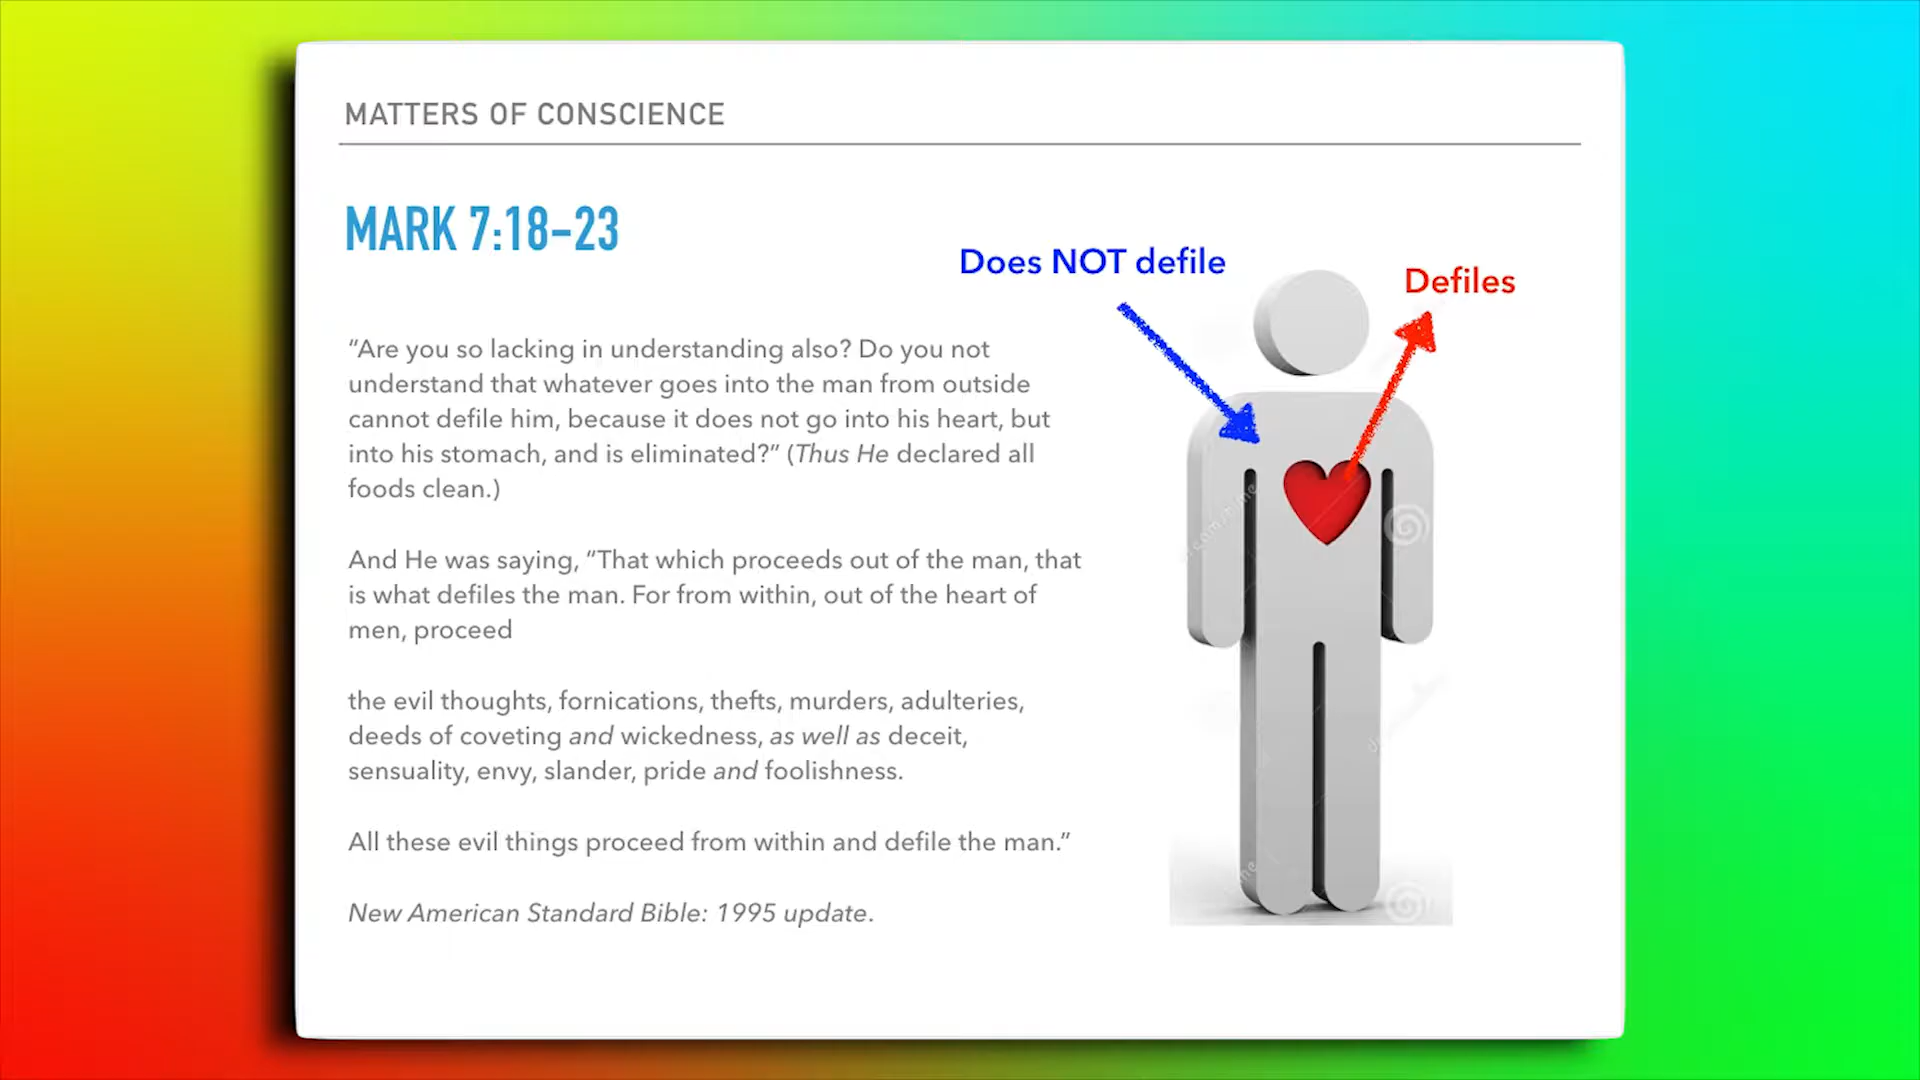 MATTERS OF CONSCIENCE
MARK 7:18-23
Does NOT defile
Defiles
“Are you so lacking in understanding also? Do you not
understand that whatever goes into the man from outside
cannot defile him, because it does not go into his heart, but
into his stomach, and is eliminated?” (Thus He declared all
foods clean.)
And He was saying, “That which proceeds out of the man, that
is what defiles the man. For from within, out of the heart of
men, proceed
the evil thoughts, fornications, thefts, murders, adulteries,
deeds of coveting and wickedness, as well as deceit,
sensuality, envy, slander, pride and foolishness.
All these evil things proceed from within and defile the man.”
New American Standard Bible: 1995 update.